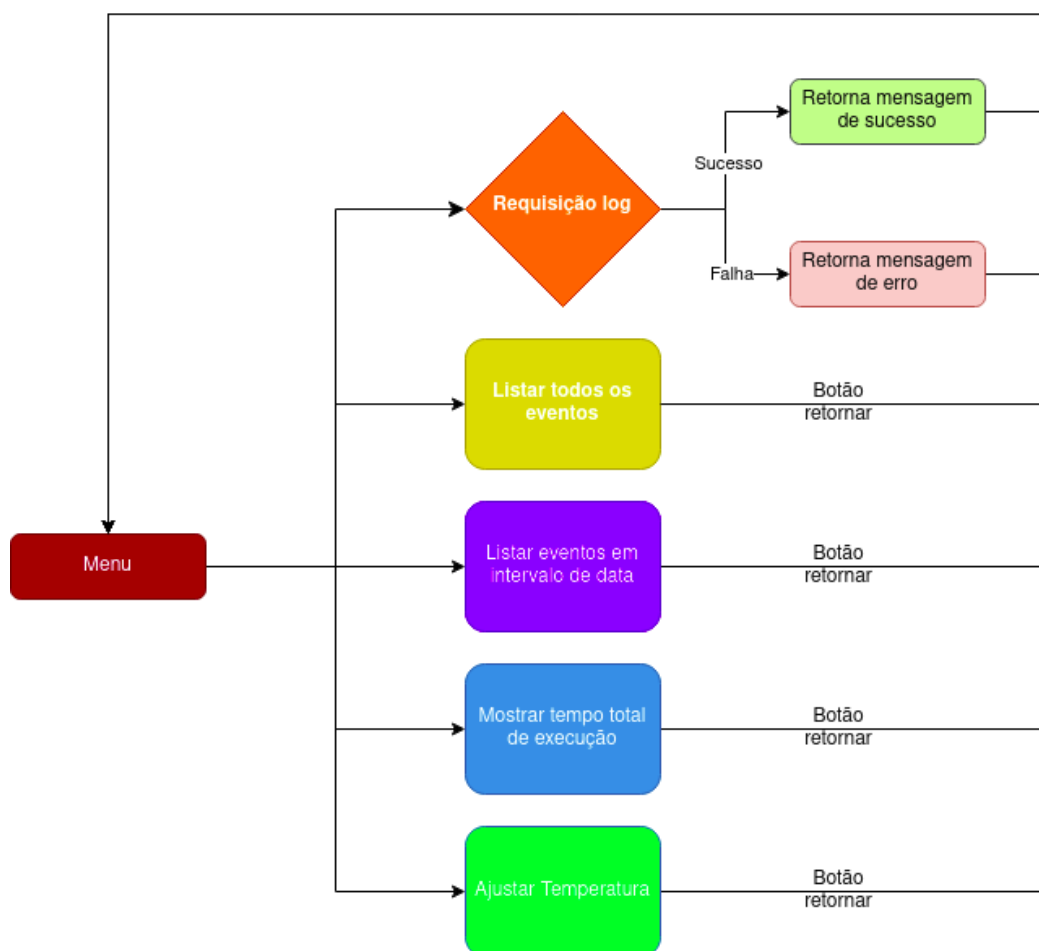 Retorna mensagem
de sucesso
Sucesso
Requisição log
Falha
Retorna mensagem
de erro
Listar todos os
eventos
Botão
retornar
Menu
Listar eventos em
intervalo de data
Botão
retornar
Mostrar tempo total
de execução
Botão
retornar
Ajustar Temperatura
Botão
retornar